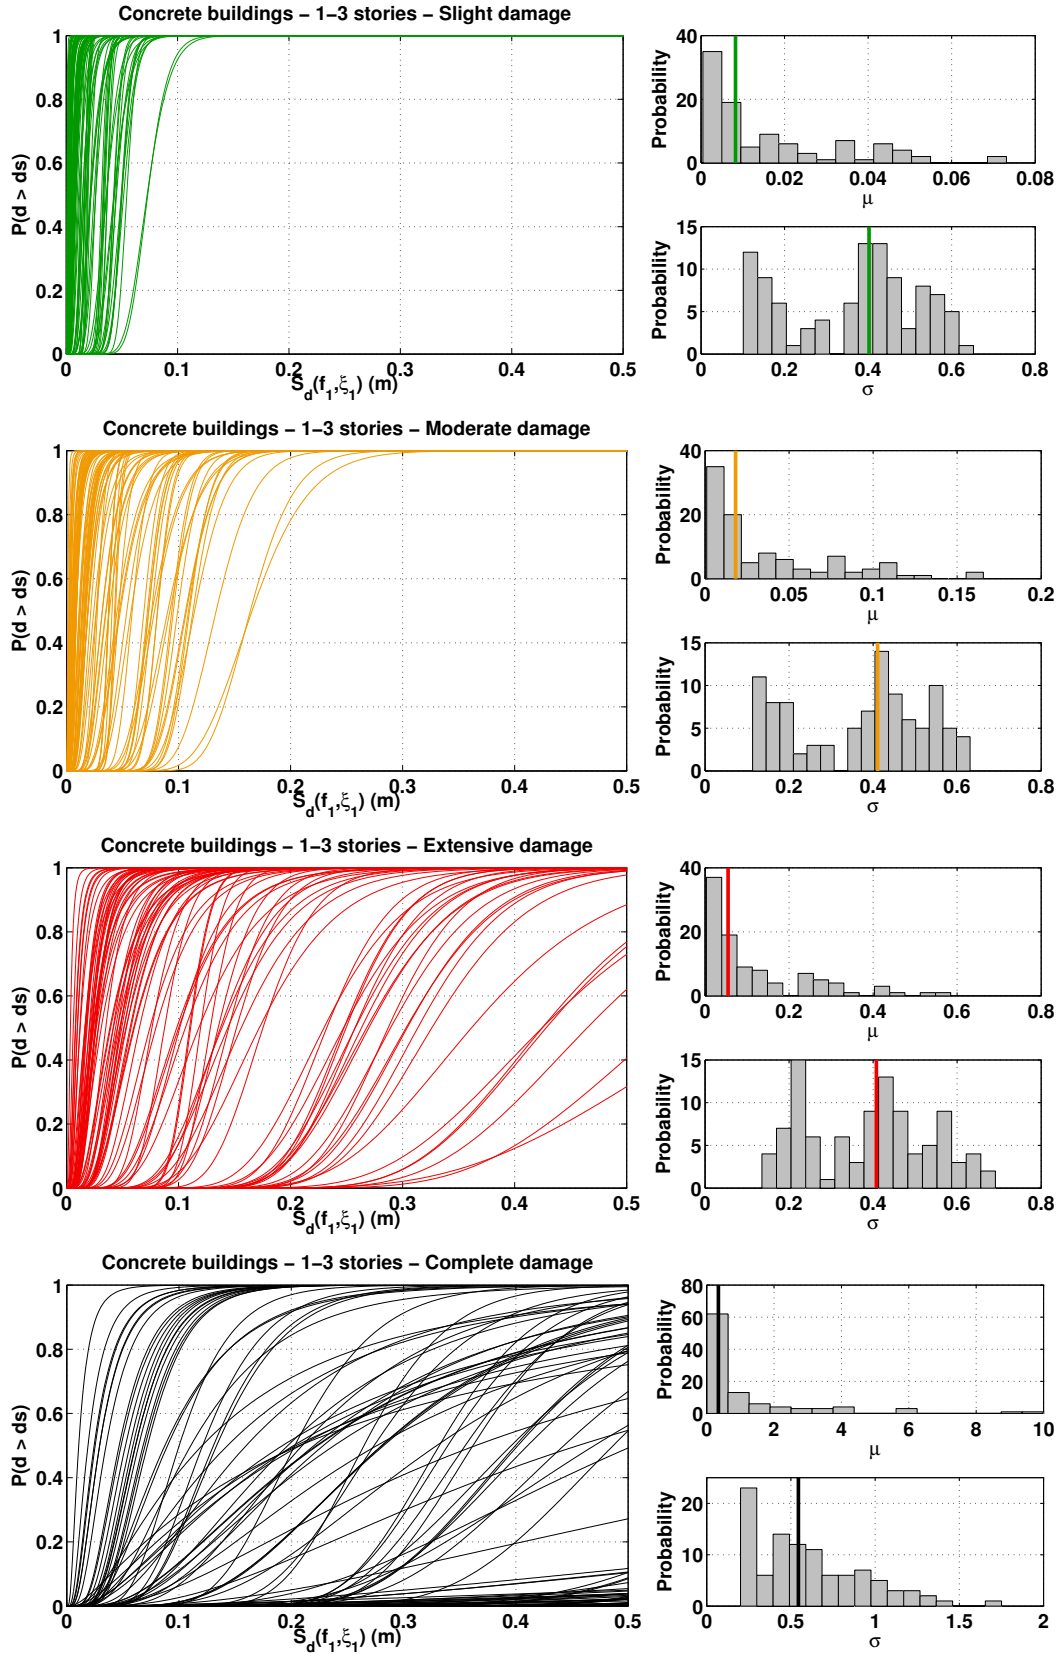 Concrete buildings − 1−3 stories − Slight damage
P(d > ds)
1
0.8
0.6
0.4
0.2
0
0 0.1 0.2 0.3 0.4 0.5
S_d(f_1,ξ_1) (m)
Probability
40
20
0
0 0.02 0.04 0.06 0.08
μ
Probability
15
10
5
0
0 0.2 0.4 0.6 0.8
σ
Concrete buildings − 1−3 stories − Moderate damage
P(d > ds)
1
0.8
0.6
0.4
0.2
0
0 0.1 0.2 0.3 0.4 0.5
S_d(f_1,ξ_1) (m)
Probability
40
20
0
0 0.05 0.1 0.15 0.2
μ
Probability
15
10
5
0
0 0.2 0.4 0.6 0.8
σ
Concrete buildings − 1−3 stories − Extensive damage
P(d > ds)
1
0.8
0.6
0.4
0.2
0
0 0.1 0.2 0.3 0.4 0.5
S_d(f_1,ξ_1) (m)
Probability
40
20
0
0 0.2 0.4 0.6 0.8
μ
Probability
15
10
5
0
0 0.2 0.4 0.6 0.8
σ
Concrete buildings − 1−3 stories − Complete damage
P(d > ds)
1
0.8
0.6
0.4
0.2
0
0 0.1 0.2 0.3 0.4 0.5
S_d(f_1,ξ_1) (m)
Probability
80
60
40
20
0
0 2 4 6 8 10
μ
Probability
20
10
0
0 0.5 1 1.5 2
σ